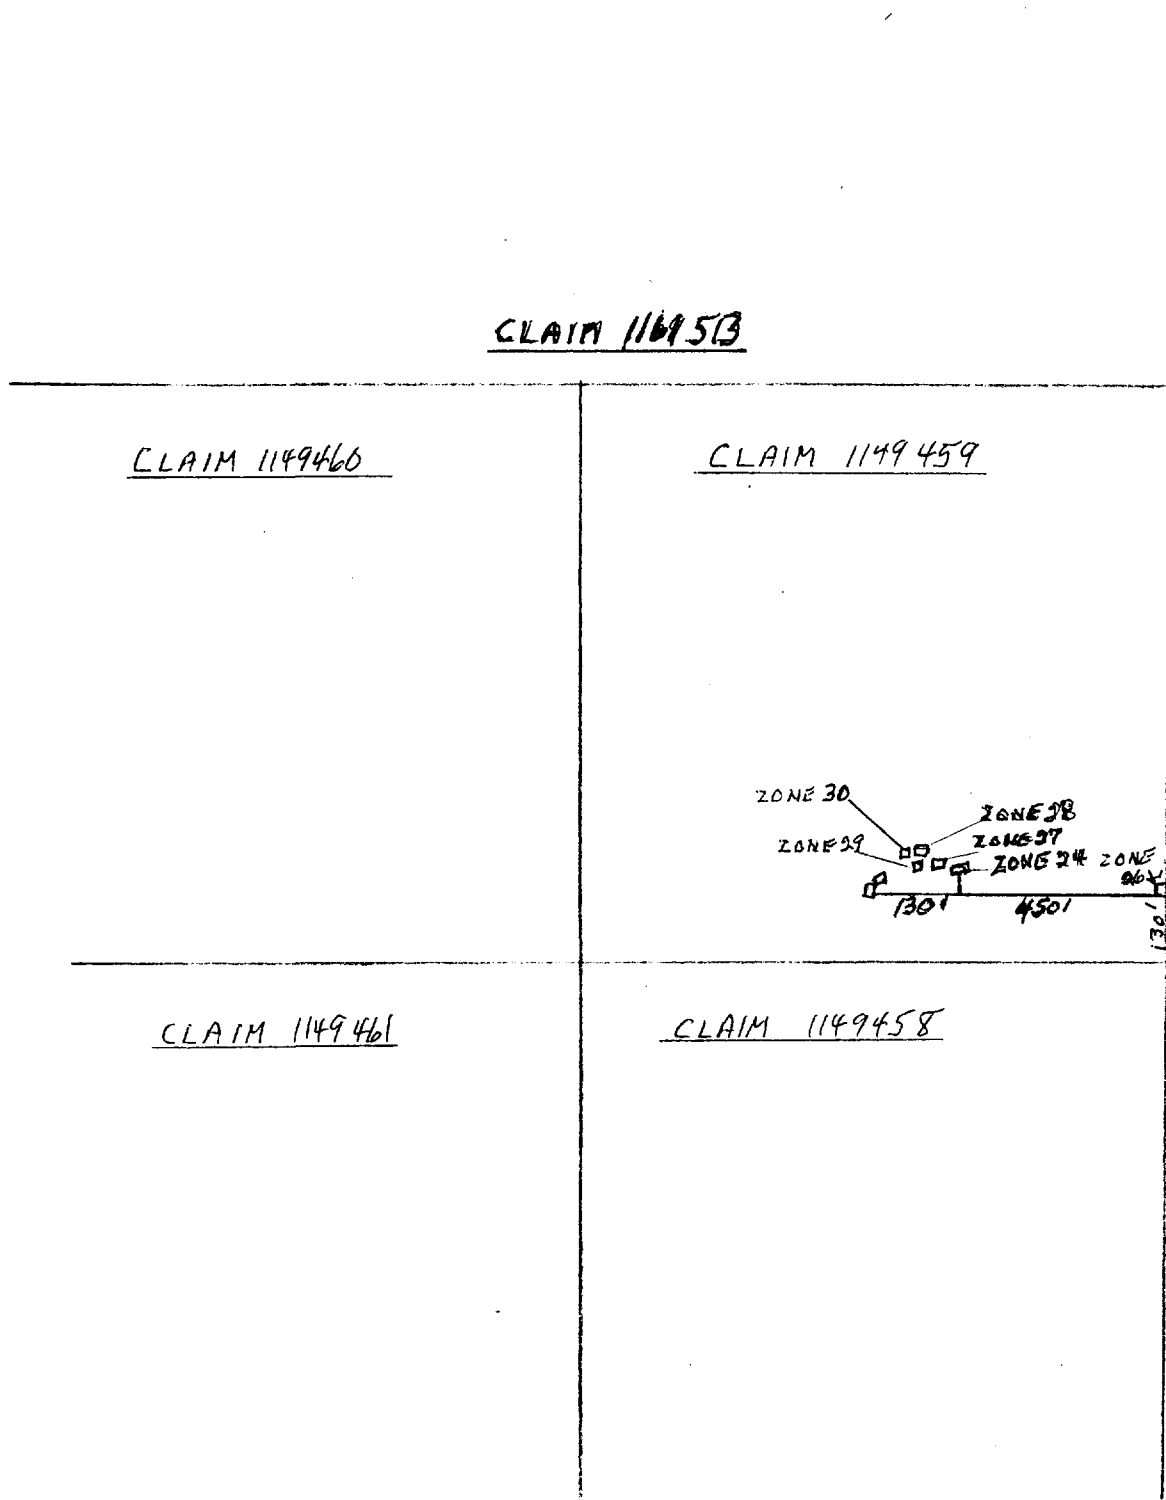 CLAIM 1169513
CLAIM 1149460
CLAIM 1149459
ZONE 30
ZONE 28
ZONE 29
ZONE 27
ZONE 24
ZONE 26
130'
450'
130'
CLAIM 1149461
CLAIM 1149458